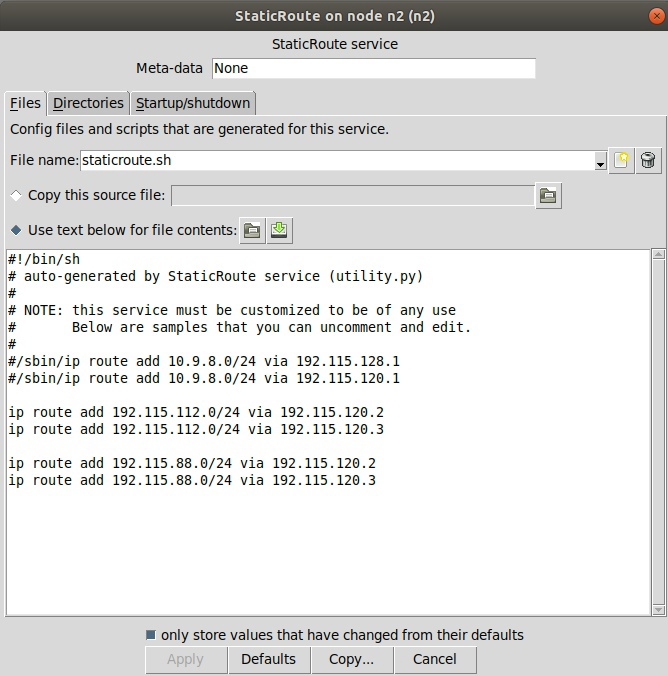 StaticRoute on node n2 (n2)
StaticRoute service
Meta-data None
Files Directories Startup/shutdown
Config files and scripts that are generated for this service.
File name: staticroute.sh
Copy this source file:
Use text below for file contents:
#!/bin/sh
# auto-generated by StaticRoute service (utility.py)
#
# NOTE: this service must be customized to be of any use
#       Below are samples that you can uncomment and edit.
#
#/sbin/ip route add 10.9.8.0/24 via 192.115.128.1
#/sbin/ip route add 10.9.8.0/24 via 192.115.120.1
ip route add 192.115.112.0/24 via 192.115.120.2
ip route add 192.115.112.0/24 via 192.115.120.3
ip route add 192.115.88.0/24 via 192.115.120.2
ip route add 192.115.88.0/24 via 192.115.120.3
only store values that have changed from their defaults
Apply Defaults Copy... Cancel